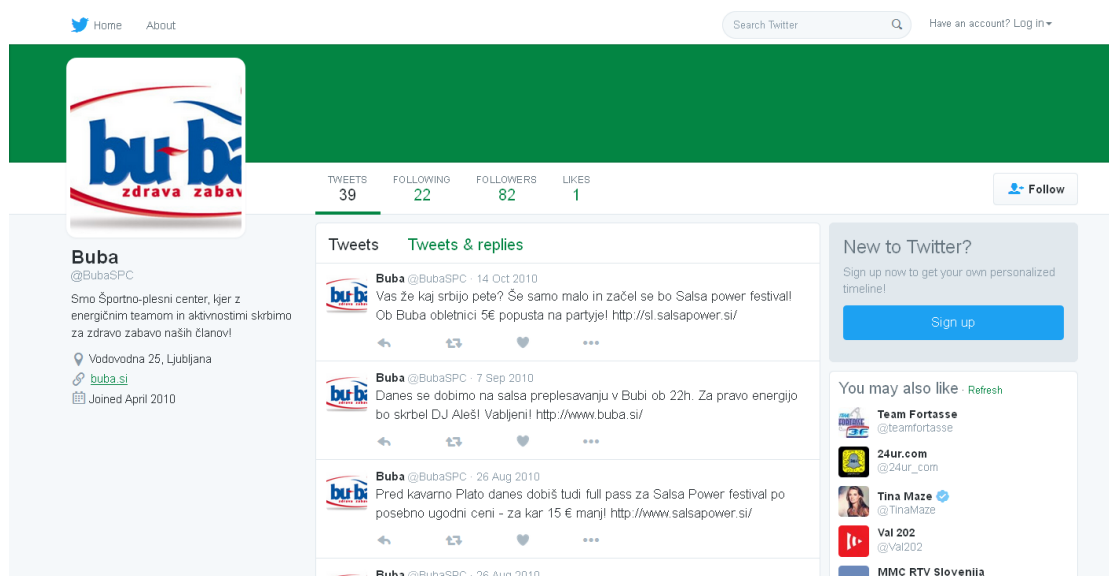 Home About Search Twitter Have an account? Log in
bu-ba
zdrava zabav
TWEETS FOLLOWING FOLLOWERS LIKES
39 22 82 1
Follow
Buba
@BubaSPC
Smo Športno-plesni center, kjer z
energičnim teamom in aktivnostimi skrbimo
za zdravo zabavo naših članov!
Vodovodna 25, Ljubljana
buba.si
Joined April 2010
Tweets Tweets & replies
Buba @BubaSPC · 14 Oct 2010
Vas že kaj srbijo pete? Še samo malo in začel se bo Salsa power festival!
Ob Buba obletnici 5€ popusta na partyje! http://sl.salsapower.si/
Buba @BubaSPC · 7 Sep 2010
Danes se dobimo na salsa preplesavanju v Bubi ob 22h. Za pravo energijo
bo skrbel DJ Aleš! Vabljeni! http://www.buba.si/
Buba @BubaSPC · 26 Aug 2010
Pred kavarno Plato danes dobiš tudi full pass za Salsa Power festival po
posebno ugodni ceni - za kar 15 € manj! http://www.salsapower.si/
Buba @BubaSPC · 26 Aug 2010
New to Twitter?
Sign up now to get your own personalized
timeline!
Sign up
You may also like · Refresh
Team Fortasse
@teamfortasse
24ur.com
@24ur_com
Tina Maze
@TinaMaze
Val 202
@Val202
MMC RTV Slovenija